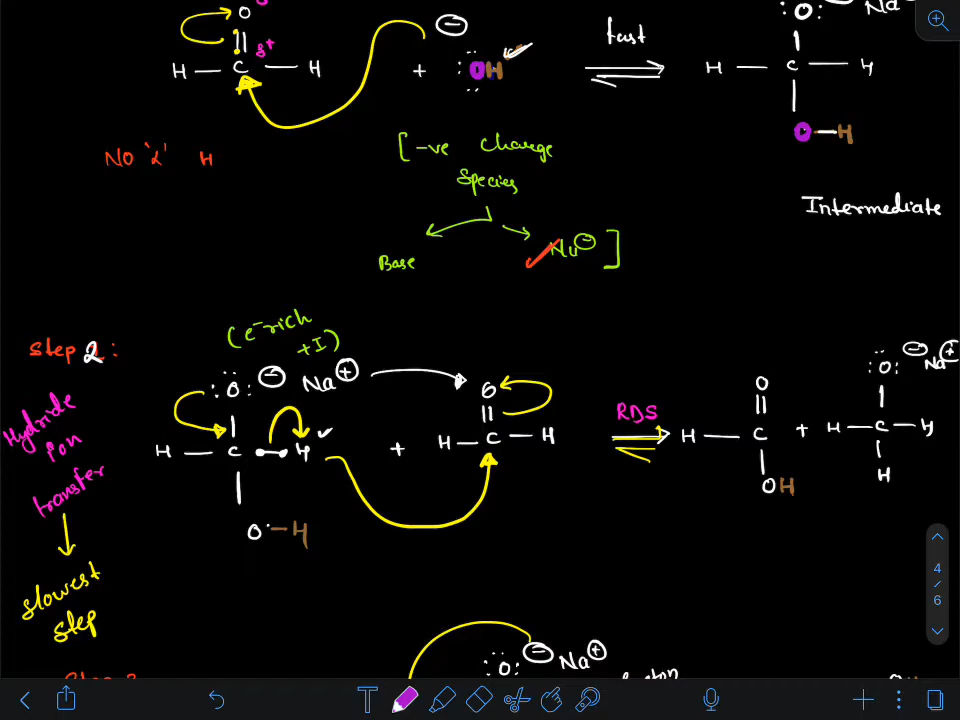 :O: Na
O
δ+
H — C — H + :OH ⊖ fast H — C — H
O—H
NO 'α' H
[ -ve Charge
Species
Base Nu⊖ ]
Intermediate
(e⁻rich
+I)
Step 2:
:O: ⊖ Na⊕ O O :O: ⊖ Na⊕
Hydride
ion
transfer
H — C — H + H — C — H RDS H — C + H — C — H
O—H OH H
slowest
step
:O: ⊖ Na⊕
4
/
6
T